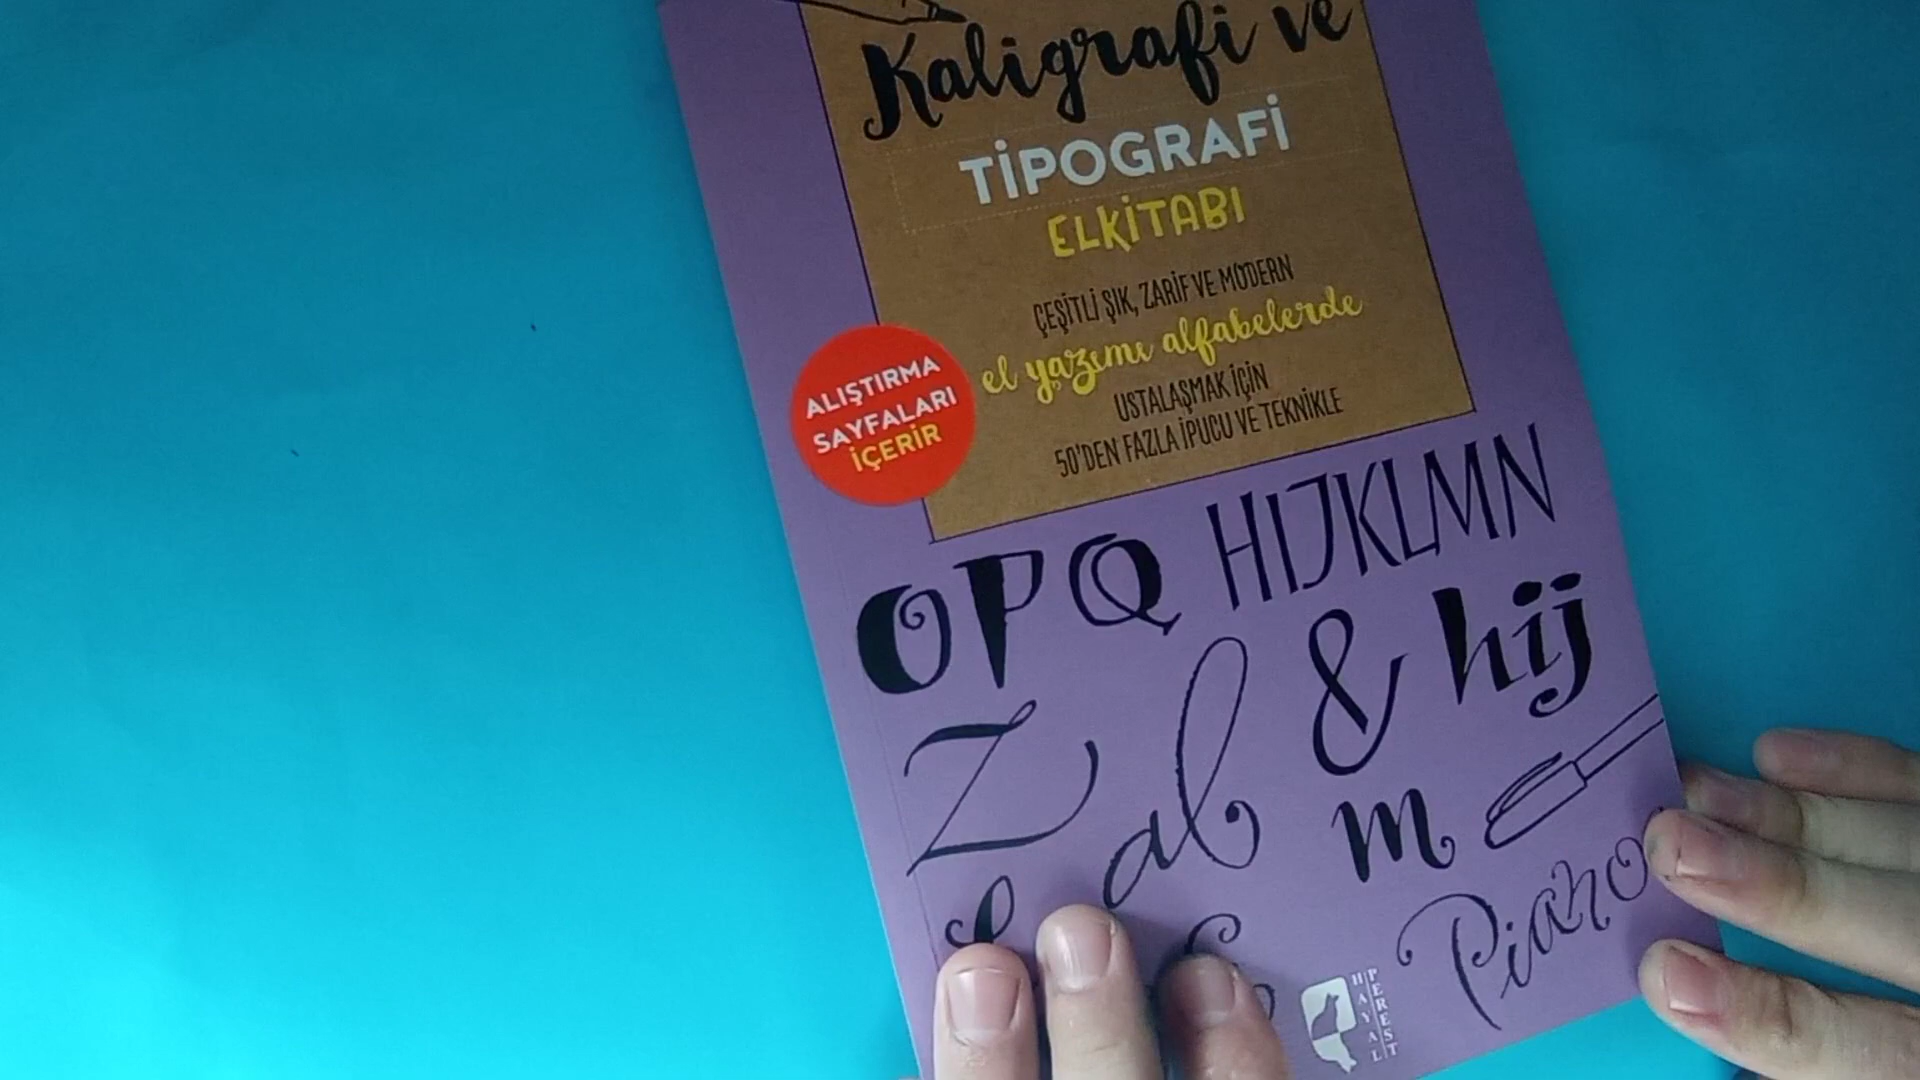 Kaligrafi ve
TİPOGRAFİ
ELKİTABI
ÇEŞİTLİ ŞIK, ZARİF VE MODERN
el yazımı alfabelerde
USTALAŞMAK İÇİN
50'DEN FAZLA İPUCU VE TEKNİKLE
ALIŞTIRMA
SAYFALARI
İÇERİR
OPQ HIJKLMN
& hij
Z al
m
Piano
HAYAL
PEREST